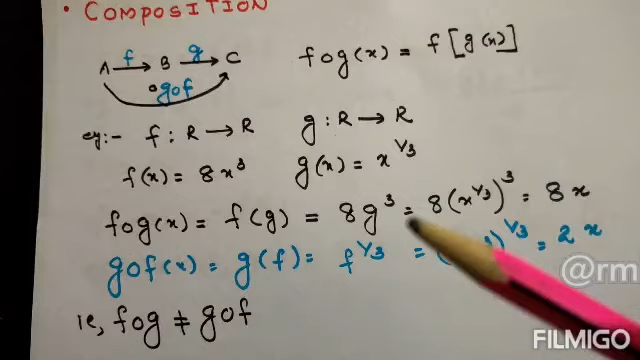 • COMPOSITION
A f→ B g→ C fog(x) = f[g(x)]
gof
eg:- f : R → R g : R → R
f(x) = 8x³ g(x) = x^1/3
fog(x) = f(g) = 8g³ = 8(x^1/3)³ = 8x
gof(x) = g(f) = f^1/3 = ( )^1/3 = 2x
ie, fog ≠ gof
@rm
FILMIGO